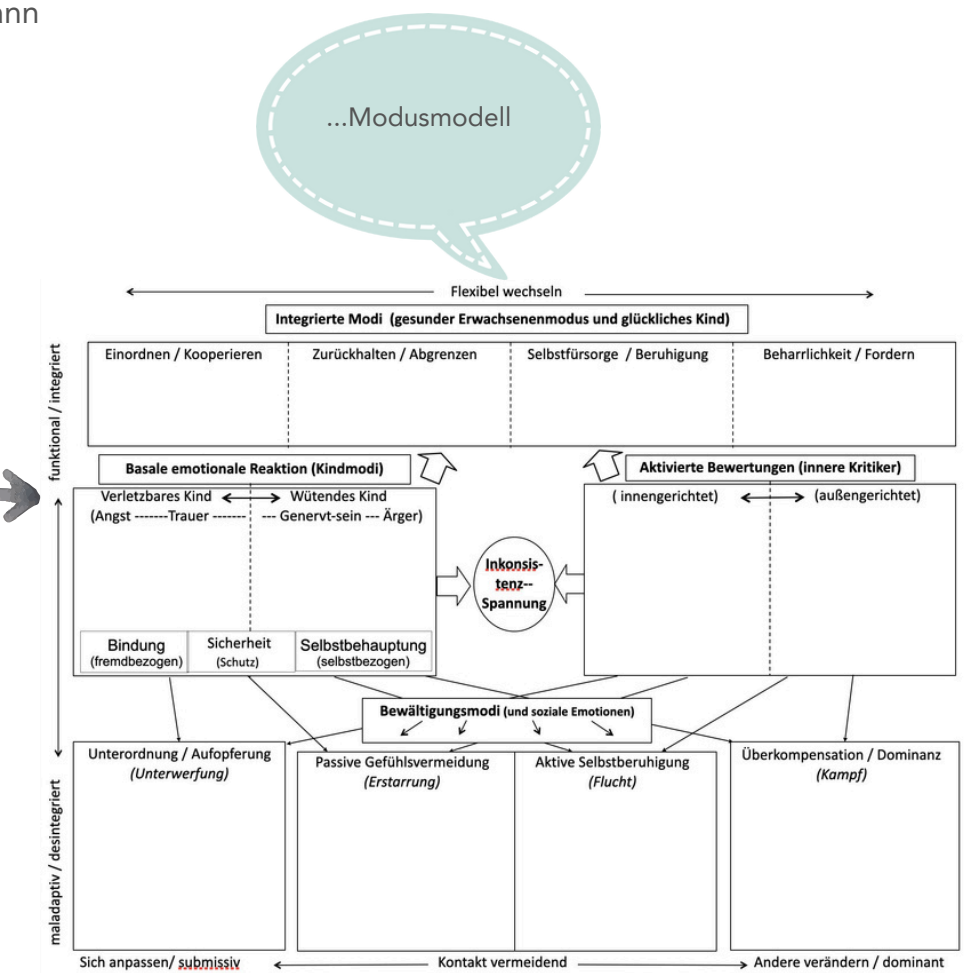 ann
...Modusmodell
Flexibel wechseln
Integrierte Modi (gesunder Erwachsenenmodus und glückliches Kind)
funktional / integriert
Einordnen / Kooperieren
Zurückhalten / Abgrenzen
Selbstfürsorge / Beruhigung
Beharrlichkeit / Fordern
Basale emotionale Reaktion (Kindmodi)
Aktivierte Bewertungen (innere Kritiker)
Verletzbares Kind
Wütendes Kind
(Angst -------Trauer -------
--- Genervt-sein --- Ärger)
( innengerichtet)
(außengerichtet)
Inkonsis-
tenz--
Spannung
Bindung
(fremdbezogen)
Sicherheit
(Schutz)
Selbstbehauptung
(selbstbezogen)
Bewältigungsmodi (und soziale Emotionen)
maladaptiv / desintegriert
Unterordnung / Aufopferung
(Unterwerfung)
Passive Gefühlsvermeidung
(Erstarrung)
Aktive Selbstberuhigung
(Flucht)
Überkompensation / Dominanz
(Kampf)
Sich anpassen/ submissiv
Kontakt vermeidend
Andere verändern / dominant